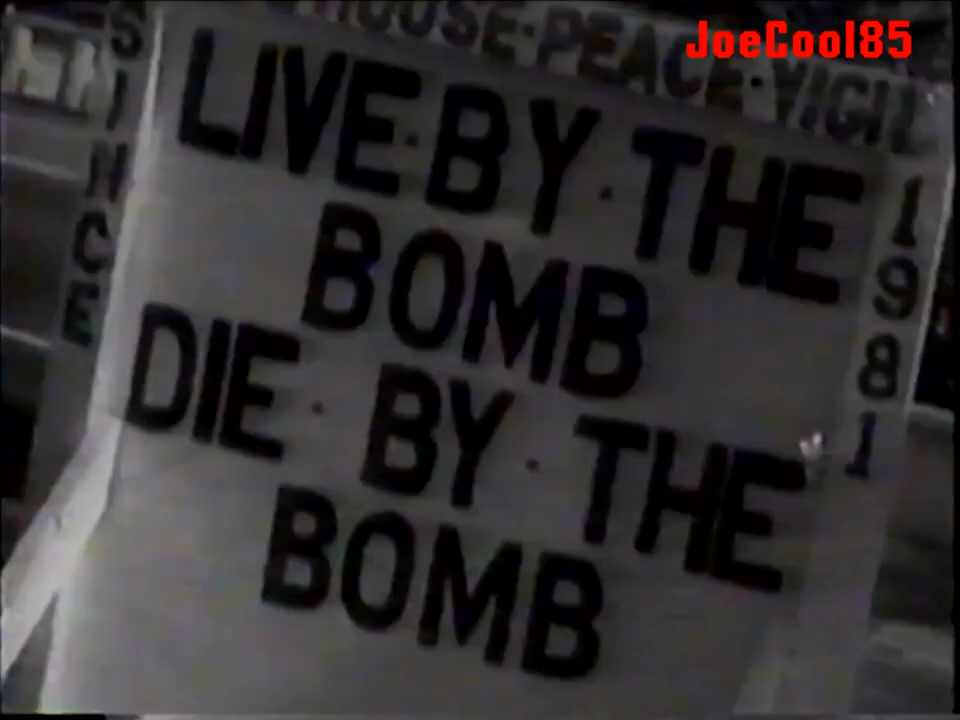 JoeCool85
HOUSE·PEACE·VIGIL
SINCE
1981
LIVE·BY·THE
BOMB
DIE·BY·THE
BOMB